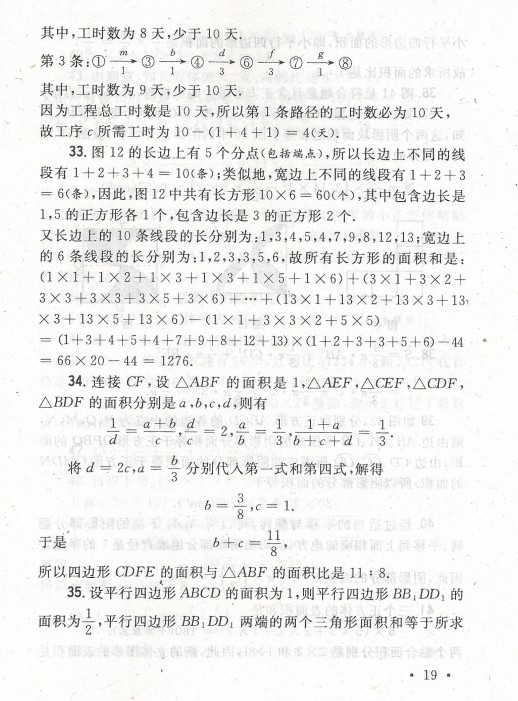 其中,工时数为8天,少于10天.
第3条:①—m/1→③—b/1→④—d/3→⑥—f/3→⑦—g/1→⑧
其中,工时数为9天,少于10天.
因为工程总工时数是10天,所以第1条路径的工时数必为10天,
故工序c所需工时为10-(1+4+1)=4(天).
33. 图12的长边上有5个分点(包括端点),所以长边上不同的线
段有1+2+3+4=10(条);类似地,宽边上不同的线段有1+2+3
=6(条),因此,图12中共有长方形10×6=60(个),其中包含边长是
1,5的正方形各1个,包含边长是3的正方形2个.
又长边上的10条线段的长分别为:1,3,4,5,4,7,9,8,12,13;宽边上
的6条线段的长分别为:1,2,3,3,5,6,故所有长方形的面积和是:
(1×1+1×2+1×3+1×3+1×5+1×6)+(3×1+3×2+
3×3+3×3+3×5+3×6)+…+(13×1+13×2+13×3+13
×3+13×5+13×6)-(1×1+3×3×2+5×5)
=(1+3+4+5+4+7+9+8+12+13)×(1+2+3+3+5+6)-44
=66×20-44=1276.
34. 连接CF,设△ABF的面积是1,△AEF,△CEF,△CDF,
△BDF的面积分别是a,b,c,d,则有
1/d=(a+b)/c,d/c=2,a/b=1/3,(1+a)/(b+c+d)=1/3.
将d=2c,a=b/3分别代入第一式和第四式,解得
b=3/8,c=1.
于是 b+c=11/8,
所以四边形CDFE的面积与△ABF的面积比是11:8.
35. 设平行四边形ABCD的面积为1,则平行四边形BB₁DD₁的
面积为1/2,平行四边形BB₁DD₁两端的两个三角形面积和等于所求
• 19 •